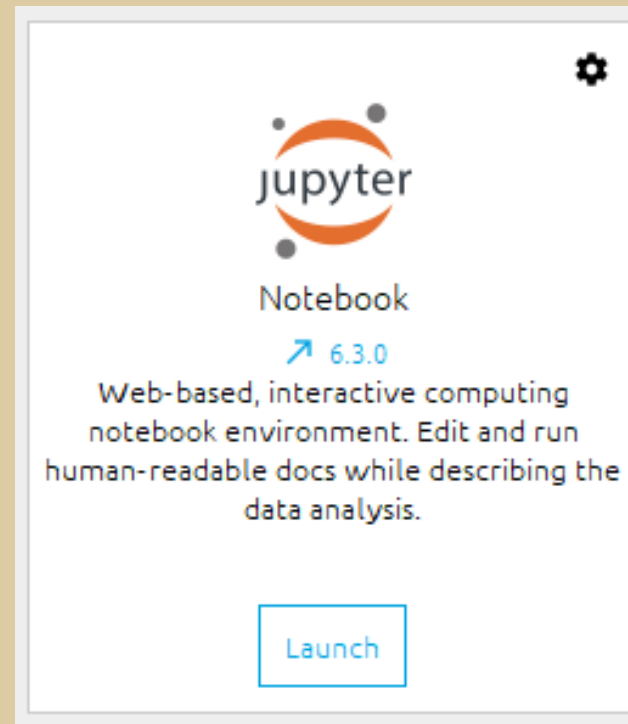 jupyter
Notebook
6.3.0
Web-based, interactive computing
notebook environment. Edit and run
human-readable docs while describing the
data analysis.
Launch